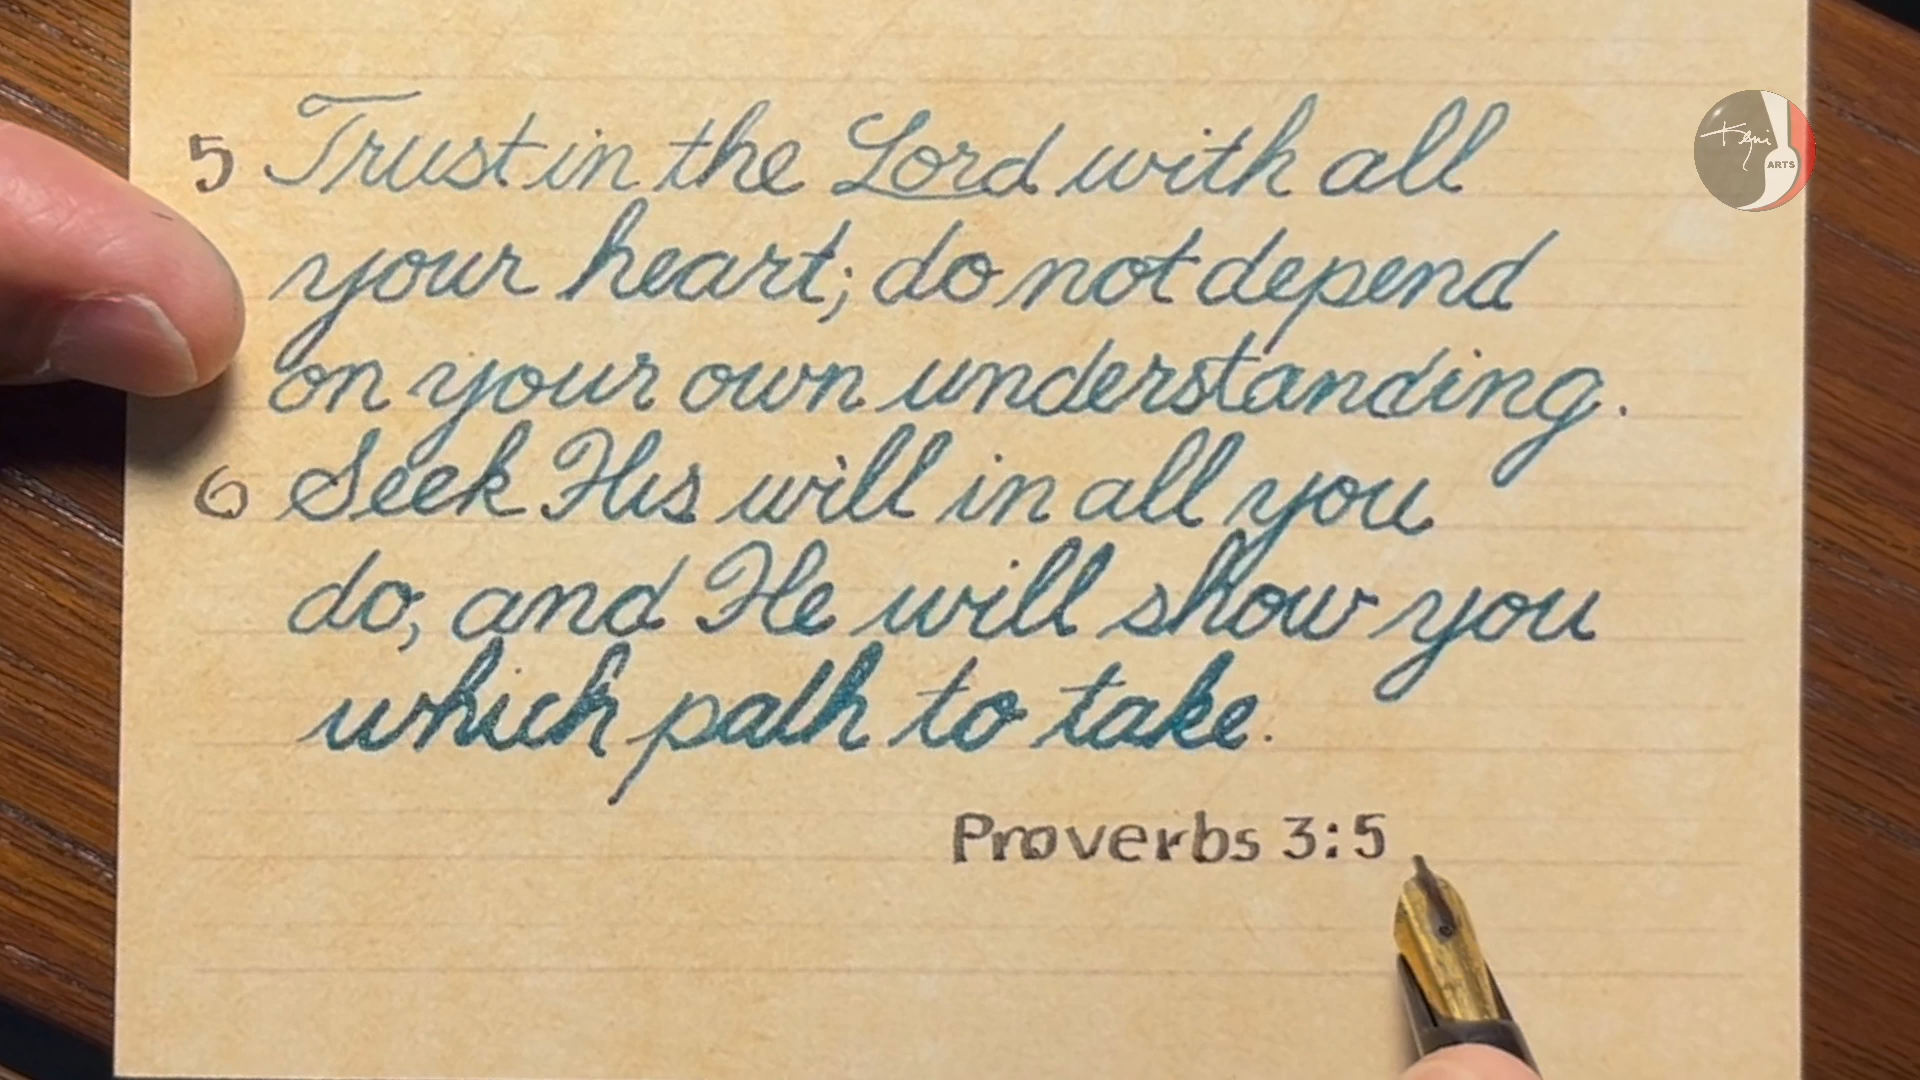 5 Trust in the Lord with all
your heart; do not depend
on your own understanding.
6 Seek His will in all you
do, and He will show you
which path to take.
Proverbs 3:5
ARTS